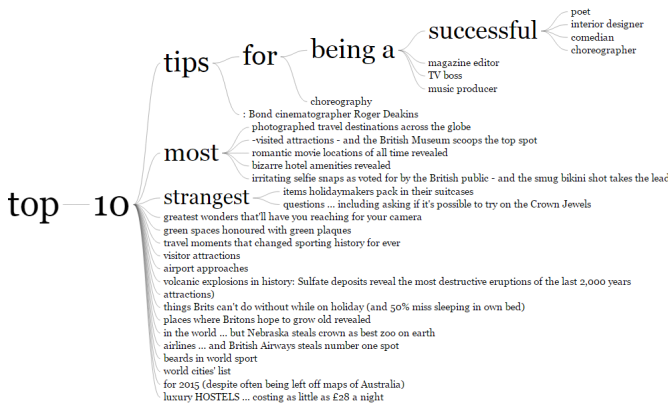 top
10
tips
for
being a
successful
poet
interior designer
comedian
choreographer
magazine editor
TV boss
music producer
choreography
: Bond cinematographer Roger Deakins
most
photographed travel destinations across the globe
-visited attractions - and the British Museum scoops the top spot
romantic movie locations of all time revealed
bizarre hotel amenities revealed
irritating selfie snaps as voted for by the British public - and the smug bikini shot takes the lead
strangest
items holidaymakers pack in their suitcases
questions ... including asking if it's possible to try on the Crown Jewels
greatest wonders that'll have you reaching for your camera
green spaces honoured with green plaques
travel moments that changed sporting history for ever
visitor attractions
airport approaches
volcanic explosions in history: Sulfate deposits reveal the most destructive eruptions of the last 2,000 years
attractions)
things Brits can't do without while on holiday (and 50% miss sleeping in own bed)
places where Britons hope to grow old revealed
in the world ... but Nebraska steals crown as best zoo on earth
airlines ... and British Airways steals number one spot
beards in world sport
world cities' list
for 2015 (despite often being left off maps of Australia)
luxury HOSTELS ... costing as little as £28 a night